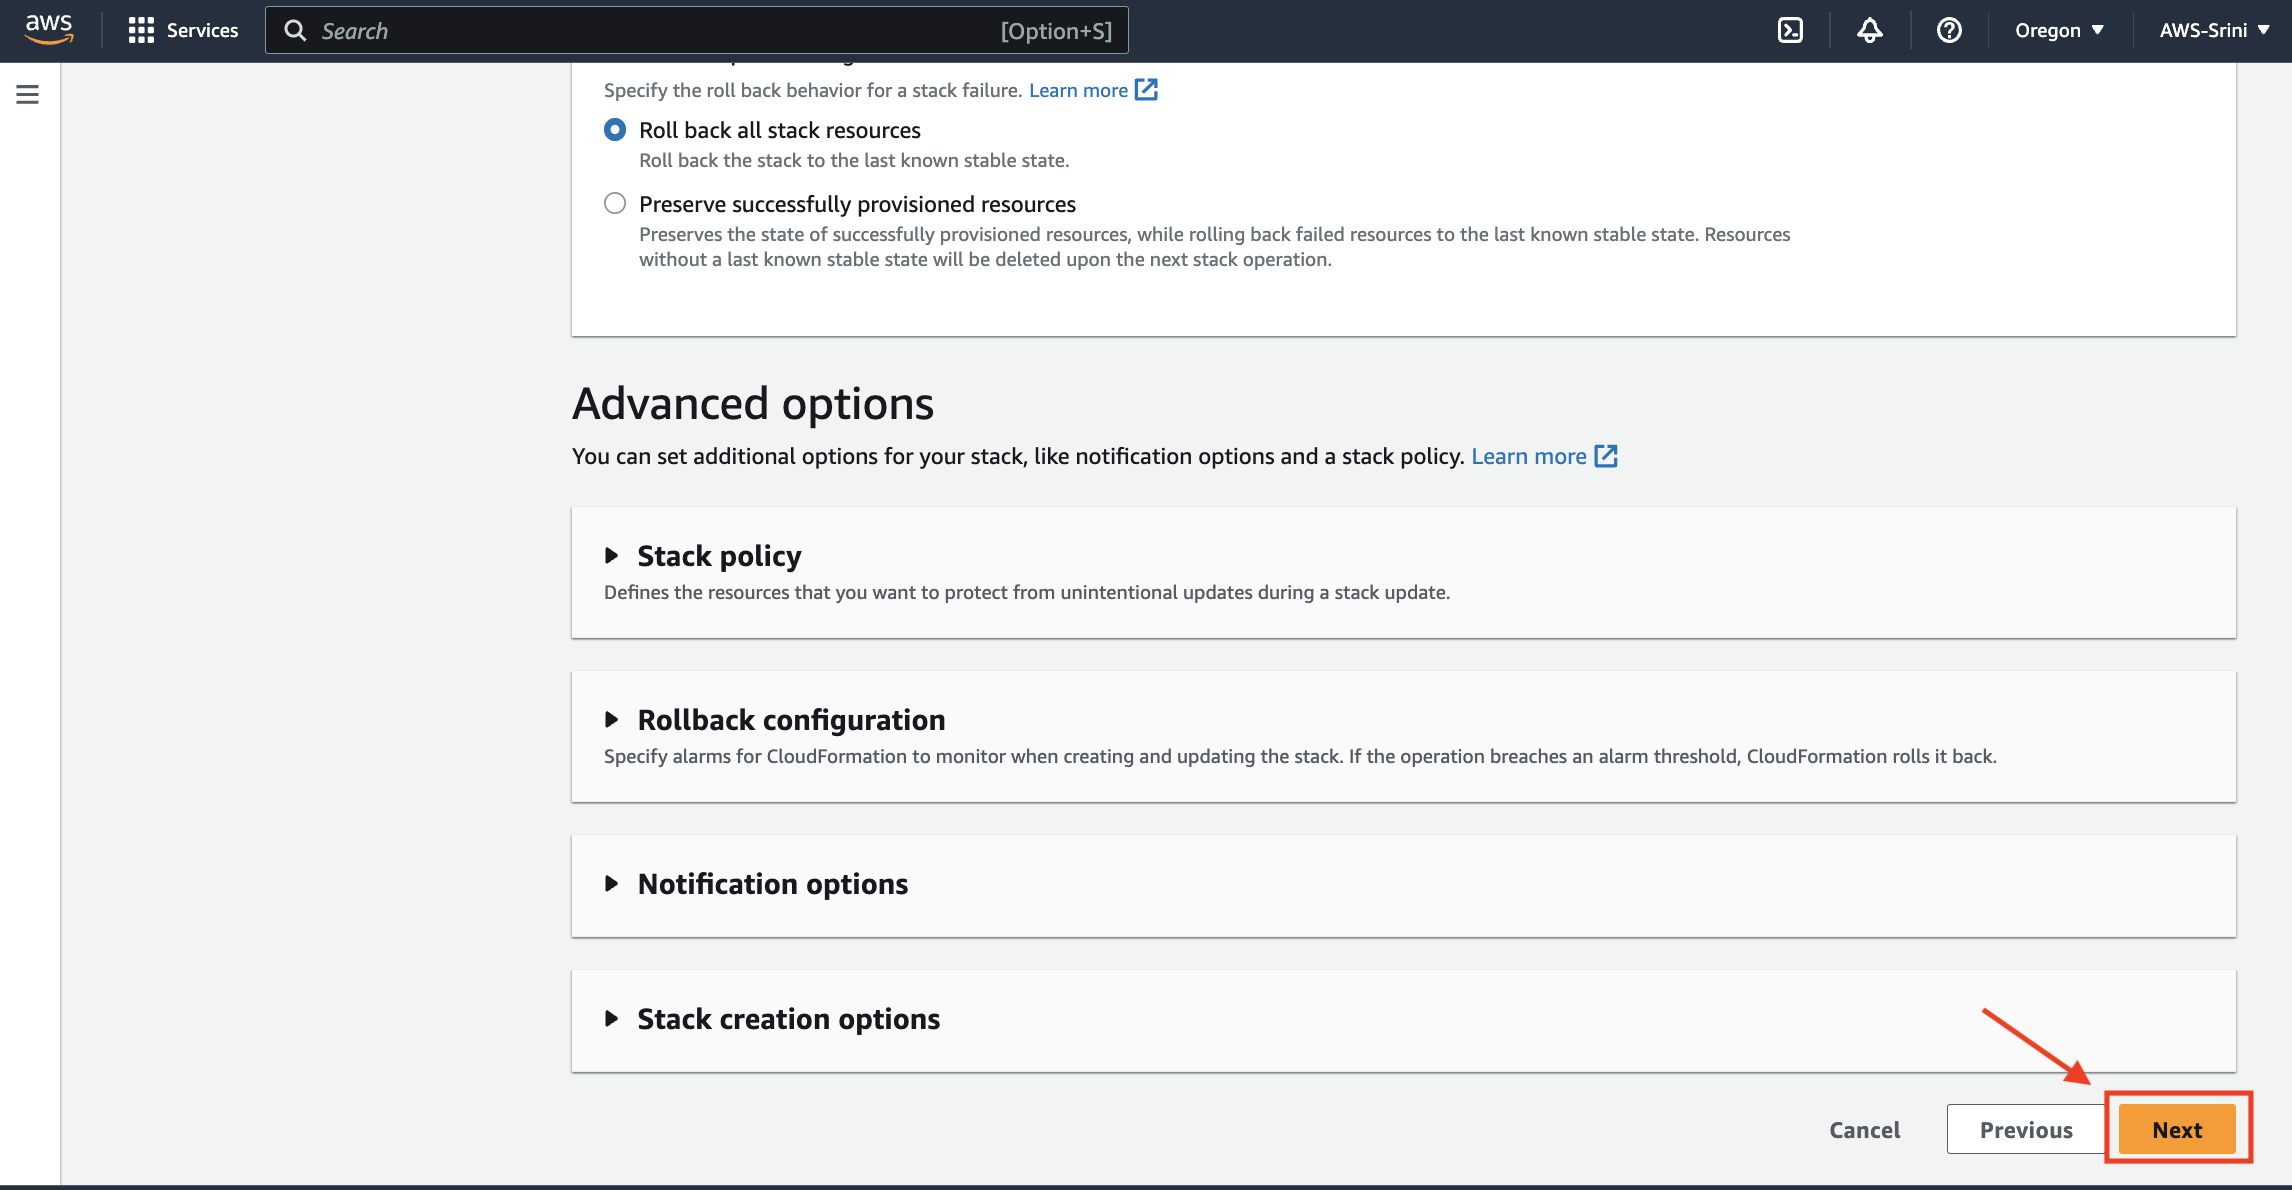 aws
Services
Search
[Option+S]
Oregon
AWS-Srini
Specify the roll back behavior for a stack failure. Learn more
Roll back all stack resources
Roll back the stack to the last known stable state.
Preserve successfully provisioned resources
Preserves the state of successfully provisioned resources, while rolling back failed resources to the last known stable state. Resources
without a last known stable state will be deleted upon the next stack operation.
Advanced options
You can set additional options for your stack, like notification options and a stack policy. Learn more
Stack policy
Defines the resources that you want to protect from unintentional updates during a stack update.
Rollback configuration
Specify alarms for CloudFormation to monitor when creating and updating the stack. If the operation breaches an alarm threshold, CloudFormation rolls it back.
Notification options
Stack creation options
Cancel
Previous
Next